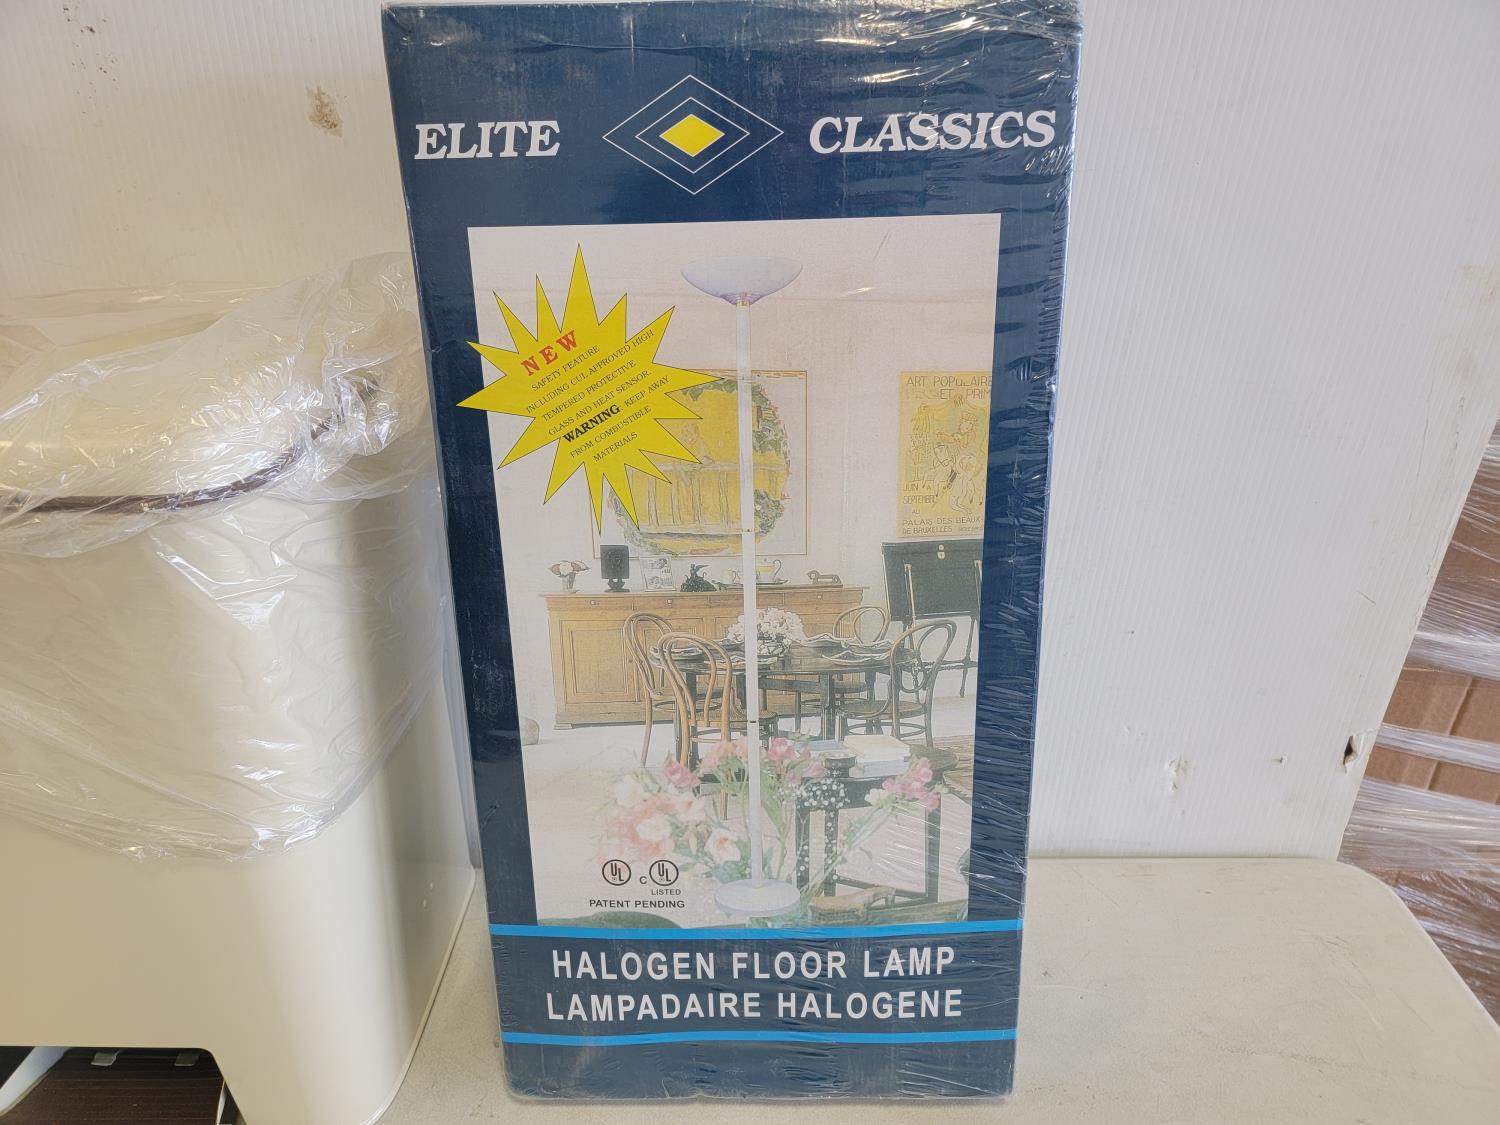 ELITE CLASSICS
NEW
SAFETY FEATURE
INCLUDING CUL APPROVED HIGH
TEMPERED PROTECTIVE
GLASS AND HEAT SENSOR.
WARNING: KEEP AWAY
FROM COMBUSTIBLE
MATERIALS
ART POPULAIRE
ET PRIM
JUIN
AU
SEPTEMBRE
PALAIS DES BEAUX
DE BRUXELLES
UL C UL
LISTED
PATENT PENDING
HALOGEN FLOOR LAMP
LAMPADAIRE HALOGENE